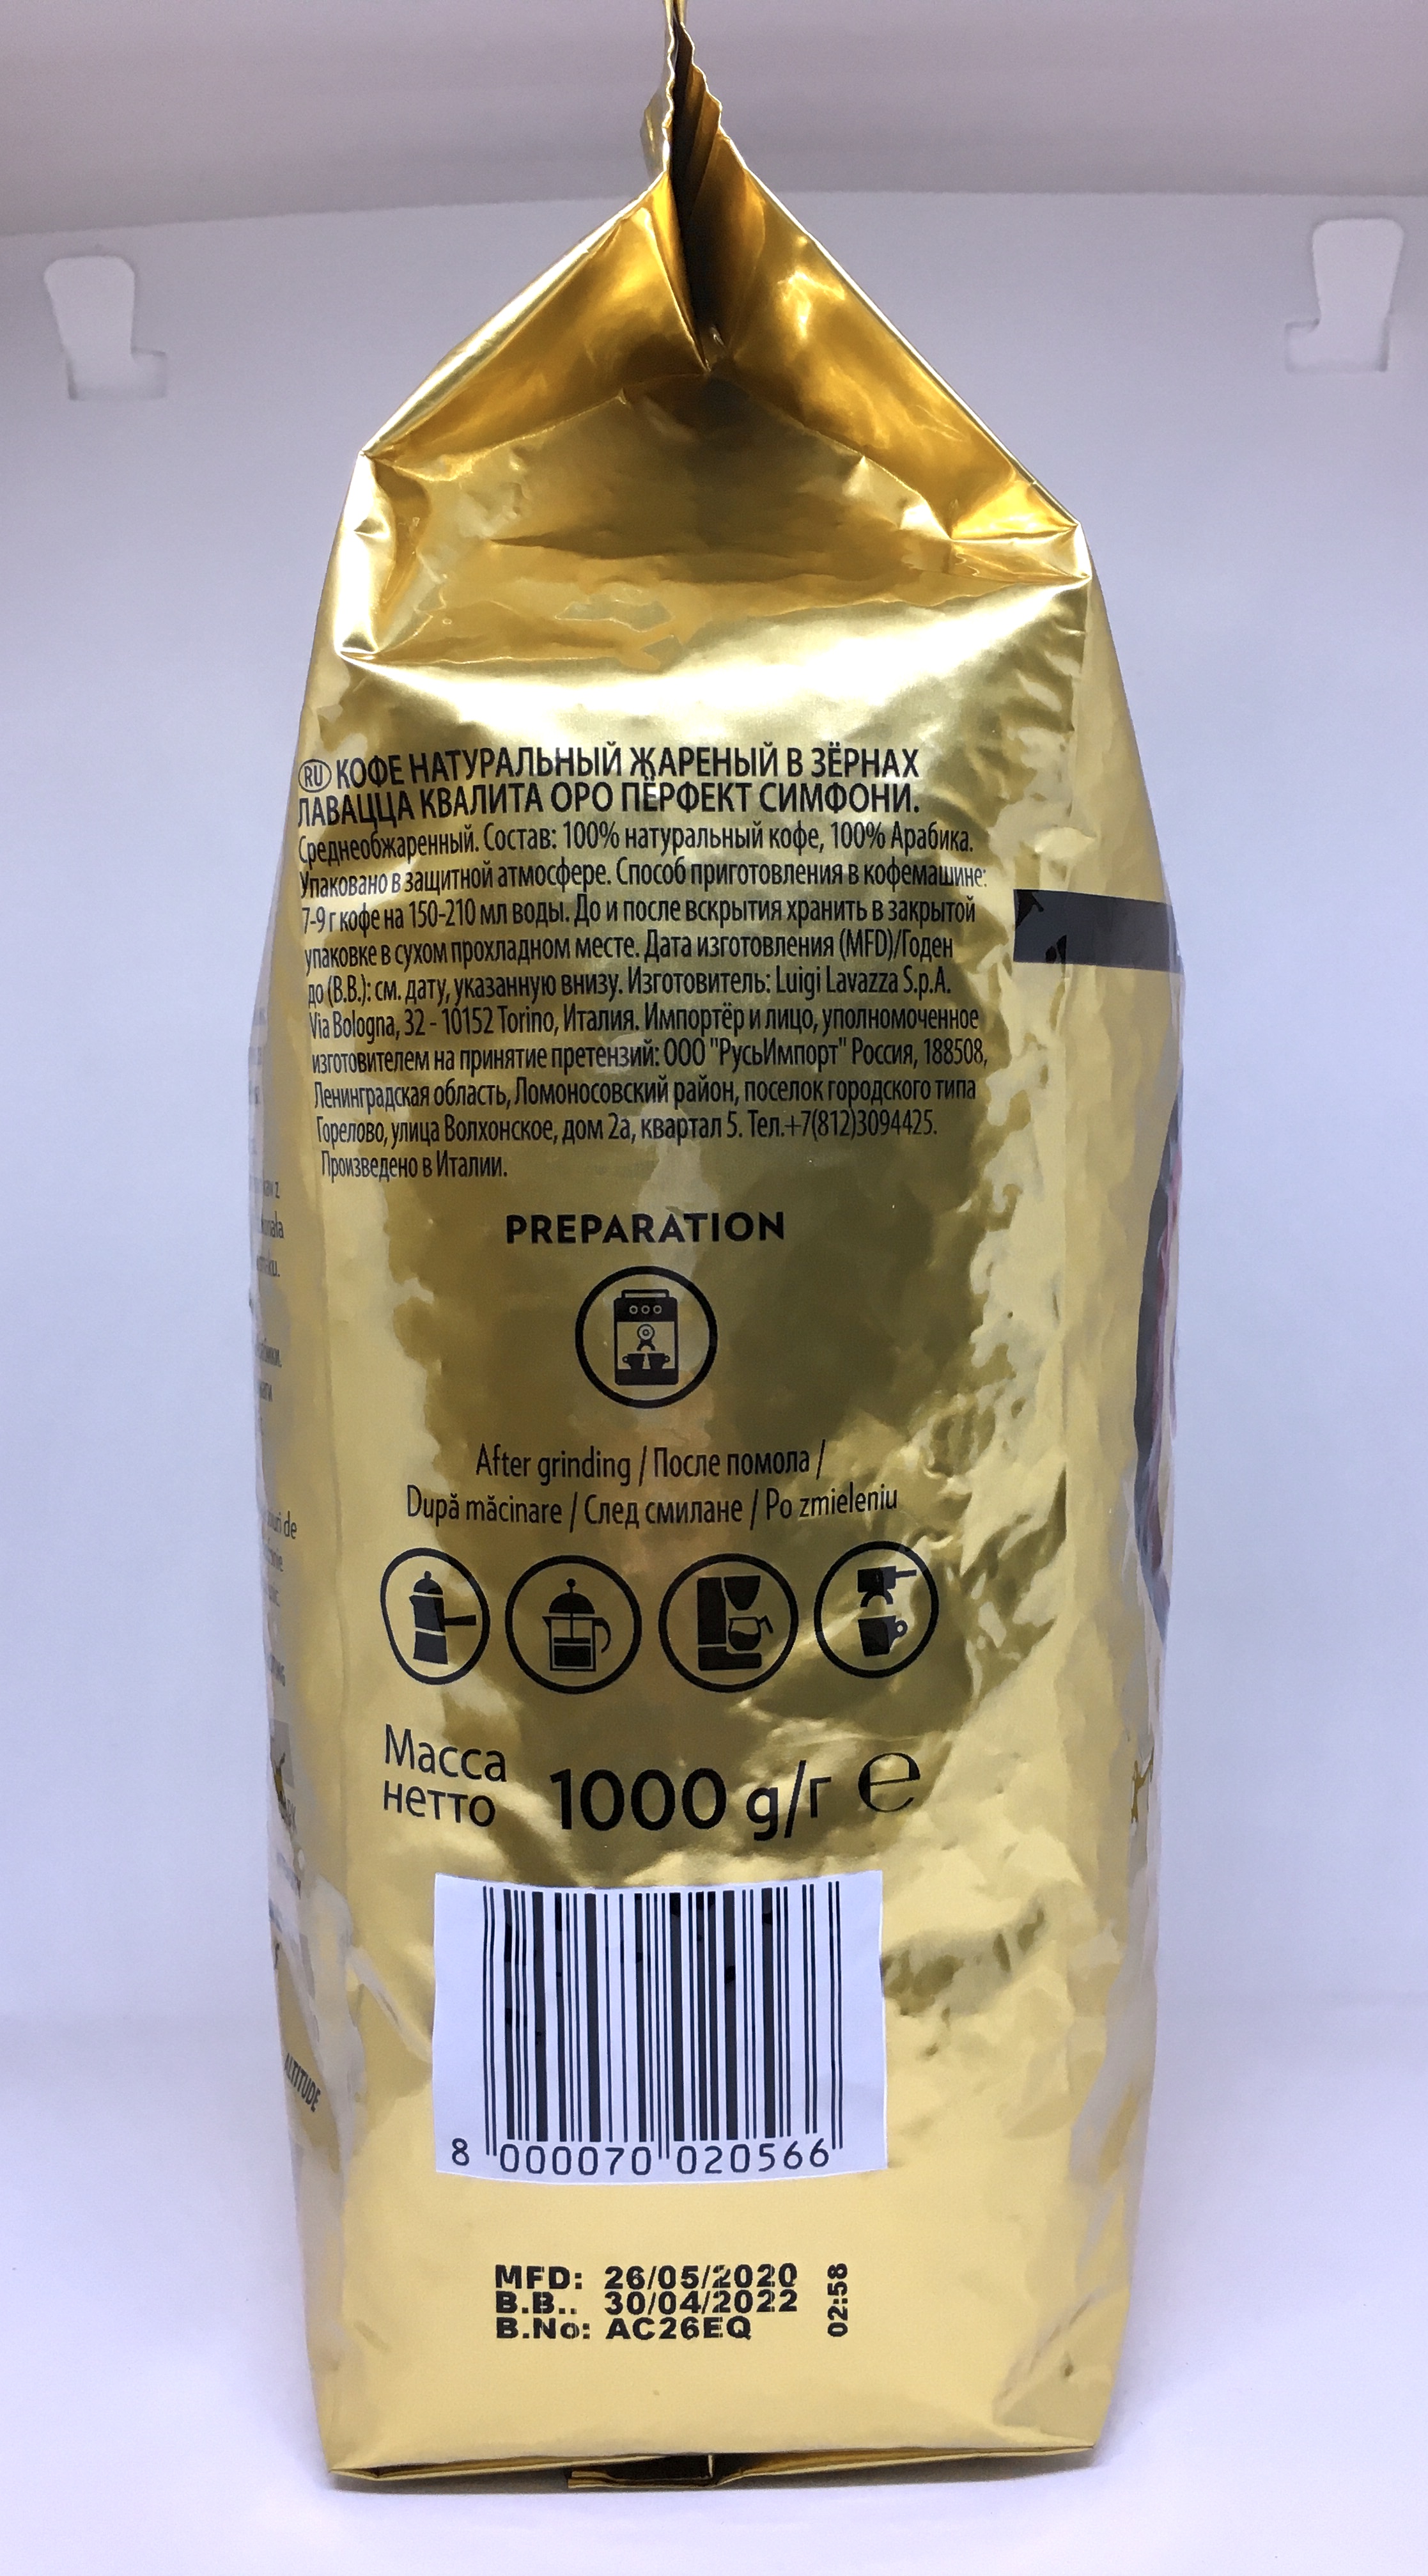 RU КОФЕ НАТУРАЛЬНЫЙ ЖАРЕНЫЙ В ЗЁРНАХ
ЛАВАЦЦА КВАЛИТА ОРО ПЁРФЕКТ СИМФОНИ.
Среднеобжаренный. Состав: 100% натуральный кофе, 100% Арабика.
Упаковано в защитной атмосфере. Способ приготовления в кофемашине:
7-9 г кофе на 150-210 мл воды. До и после вскрытия хранить в закрытой
упаковке в сухом прохладном месте. Дата изготовления (MFD)/Годен
до (B.B.): см. дату, указанную внизу. Изготовитель: Luigi Lavazza S.p.A.
Via Bologna, 32 - 10152 Torino, Италия. Импортёр и лицо, уполномоченное
изготовителем на принятие претензий: ООО "РусьИмпорт" Россия, 188508,
Ленинградская область, Ломоносовский район, поселок городского типа
Горелово, улица Волхонское, дом 2а, квартал 5. Тел.+7(812)3094425.
Произведено в Италии.
PREPARATION
After grinding / После помола /
După măcinare / След смилане / Po zmieleniu
Масса
нетто
1000 g/г e
8 000070 020566
ALTITUDE
MFD: 26/05/2020
B.B.. 30/04/2022
B.No: AC26EQ
02:58